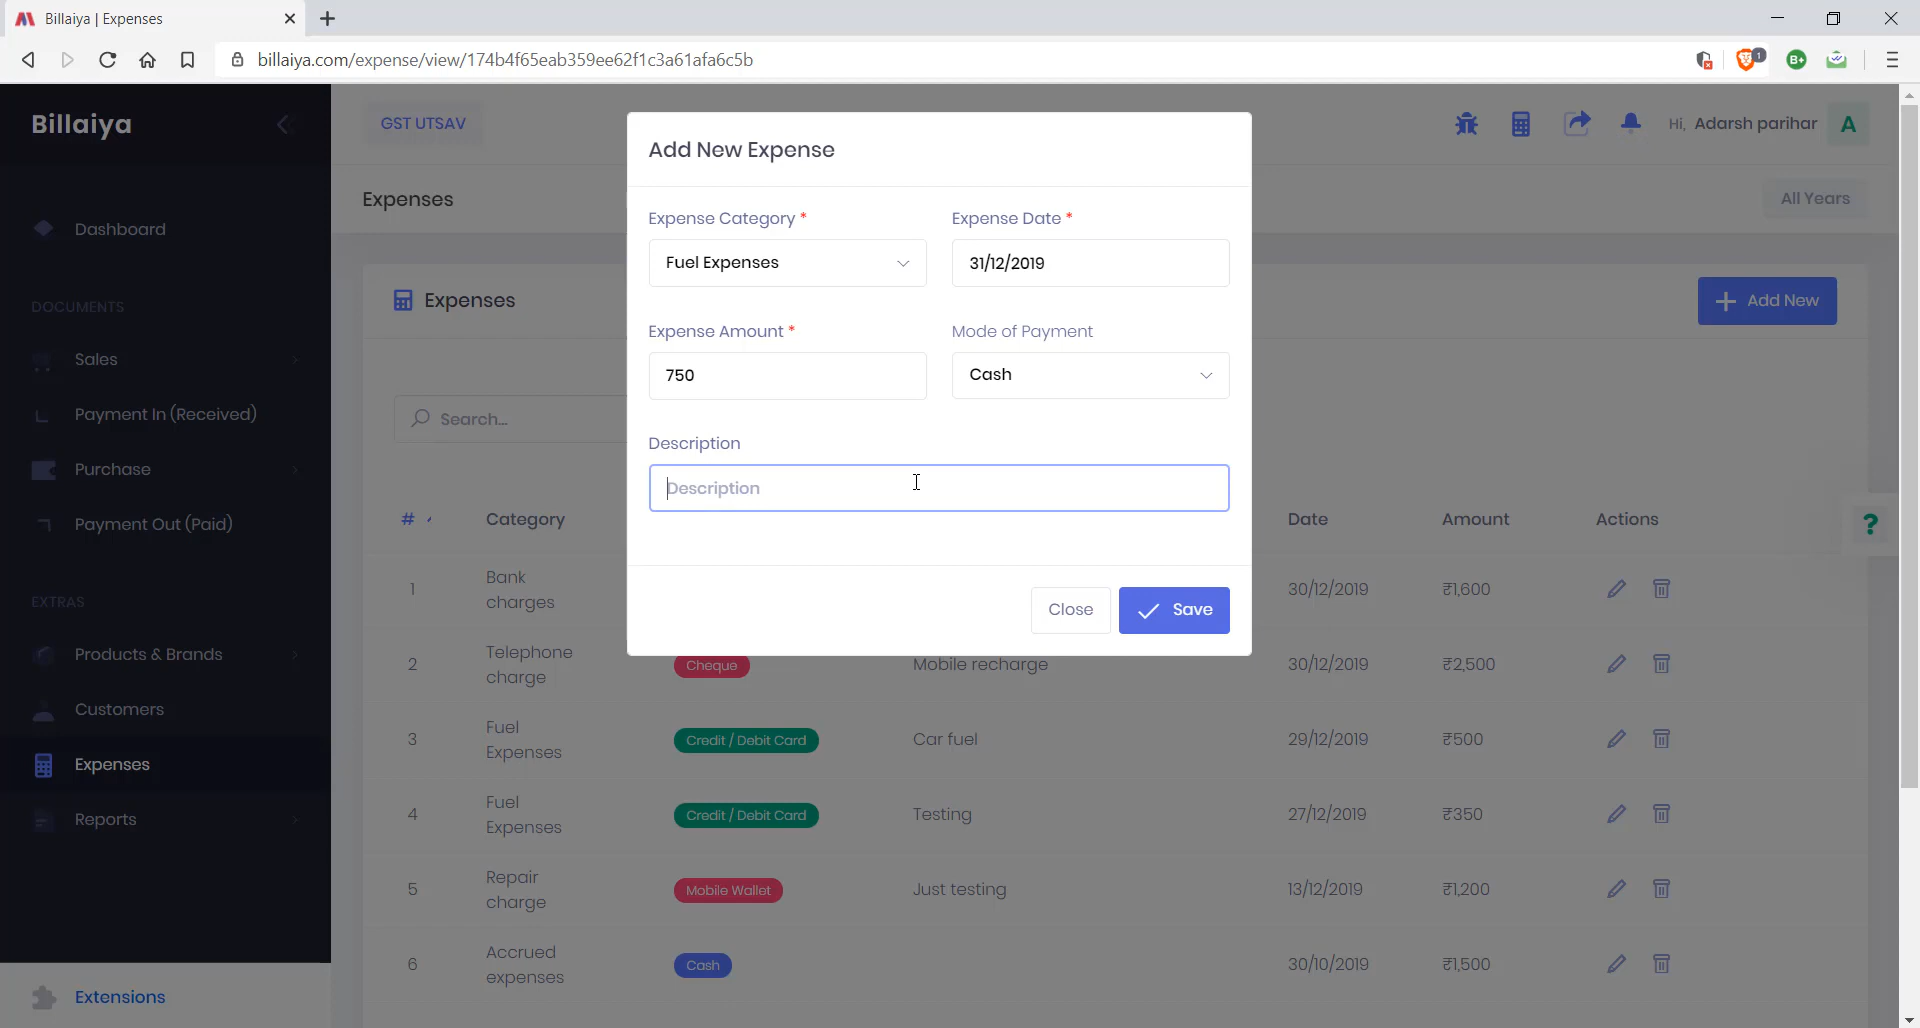 Billaiya | Expenses
billaiya.com/expense/view/174b4f65eab359ee62f1c3a61afa6c5b
1
B+
Billaiya
GST UTSAV
Hi, Adarsh parihar
A
Expenses
All Years
Dashboard
DOCUMENTS
Sales
Payment In (Received)
Purchase
Payment Out (Paid)
EXTRAS
Products & Brands
Customers
Expenses
Reports
Extensions
Expenses
Add New
Search...
Add New Expense
Expense Category *
Expense Date *
Fuel Expenses
31/12/2019
Expense Amount *
Mode of Payment
750
Cash
Description
Description
Close
Save
# Category Date Amount Actions
?
1 Bank charges 30/12/2019 ₹1,600
2 Telephone charge Cheque Mobile recharge 30/12/2019 ₹2,500
3 Fuel Expenses Credit / Debit Card Car fuel 29/12/2019 ₹500
4 Fuel Expenses Credit / Debit Card Testing 27/12/2019 ₹350
5 Repair charge Mobile Wallet Just testing 13/12/2019 ₹1,200
6 Accrued expenses Cash 30/10/2019 ₹1,500